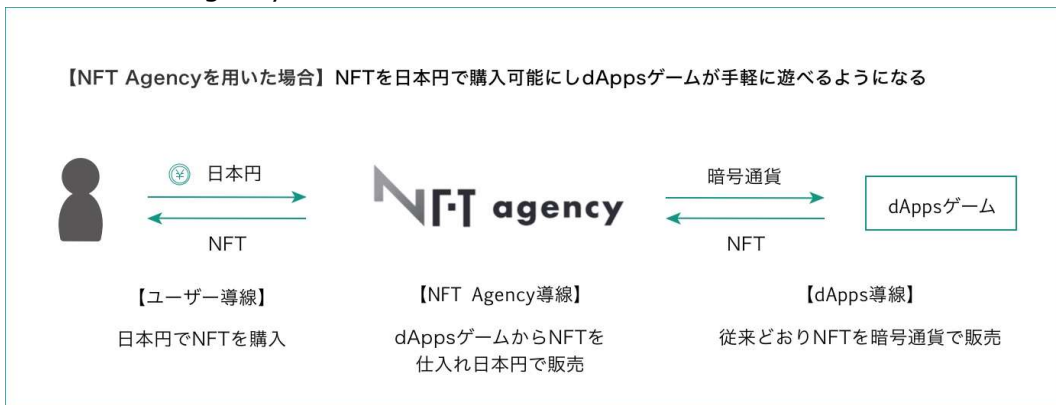 【NFT Agencyを用いた場合】NFTを日本円で購入可能にしdAppsゲームが手軽に遊べるようになる
¥ 日本円
NFT
NFT agency
暗号通貨
NFT
dAppsゲーム
【ユーザー導線】
日本円でNFTを購入
【NFT Agency導線】
dAppsゲームからNFTを
仕入れ日本円で販売
【dApps導線】
従来どおりNFTを暗号通貨で販売